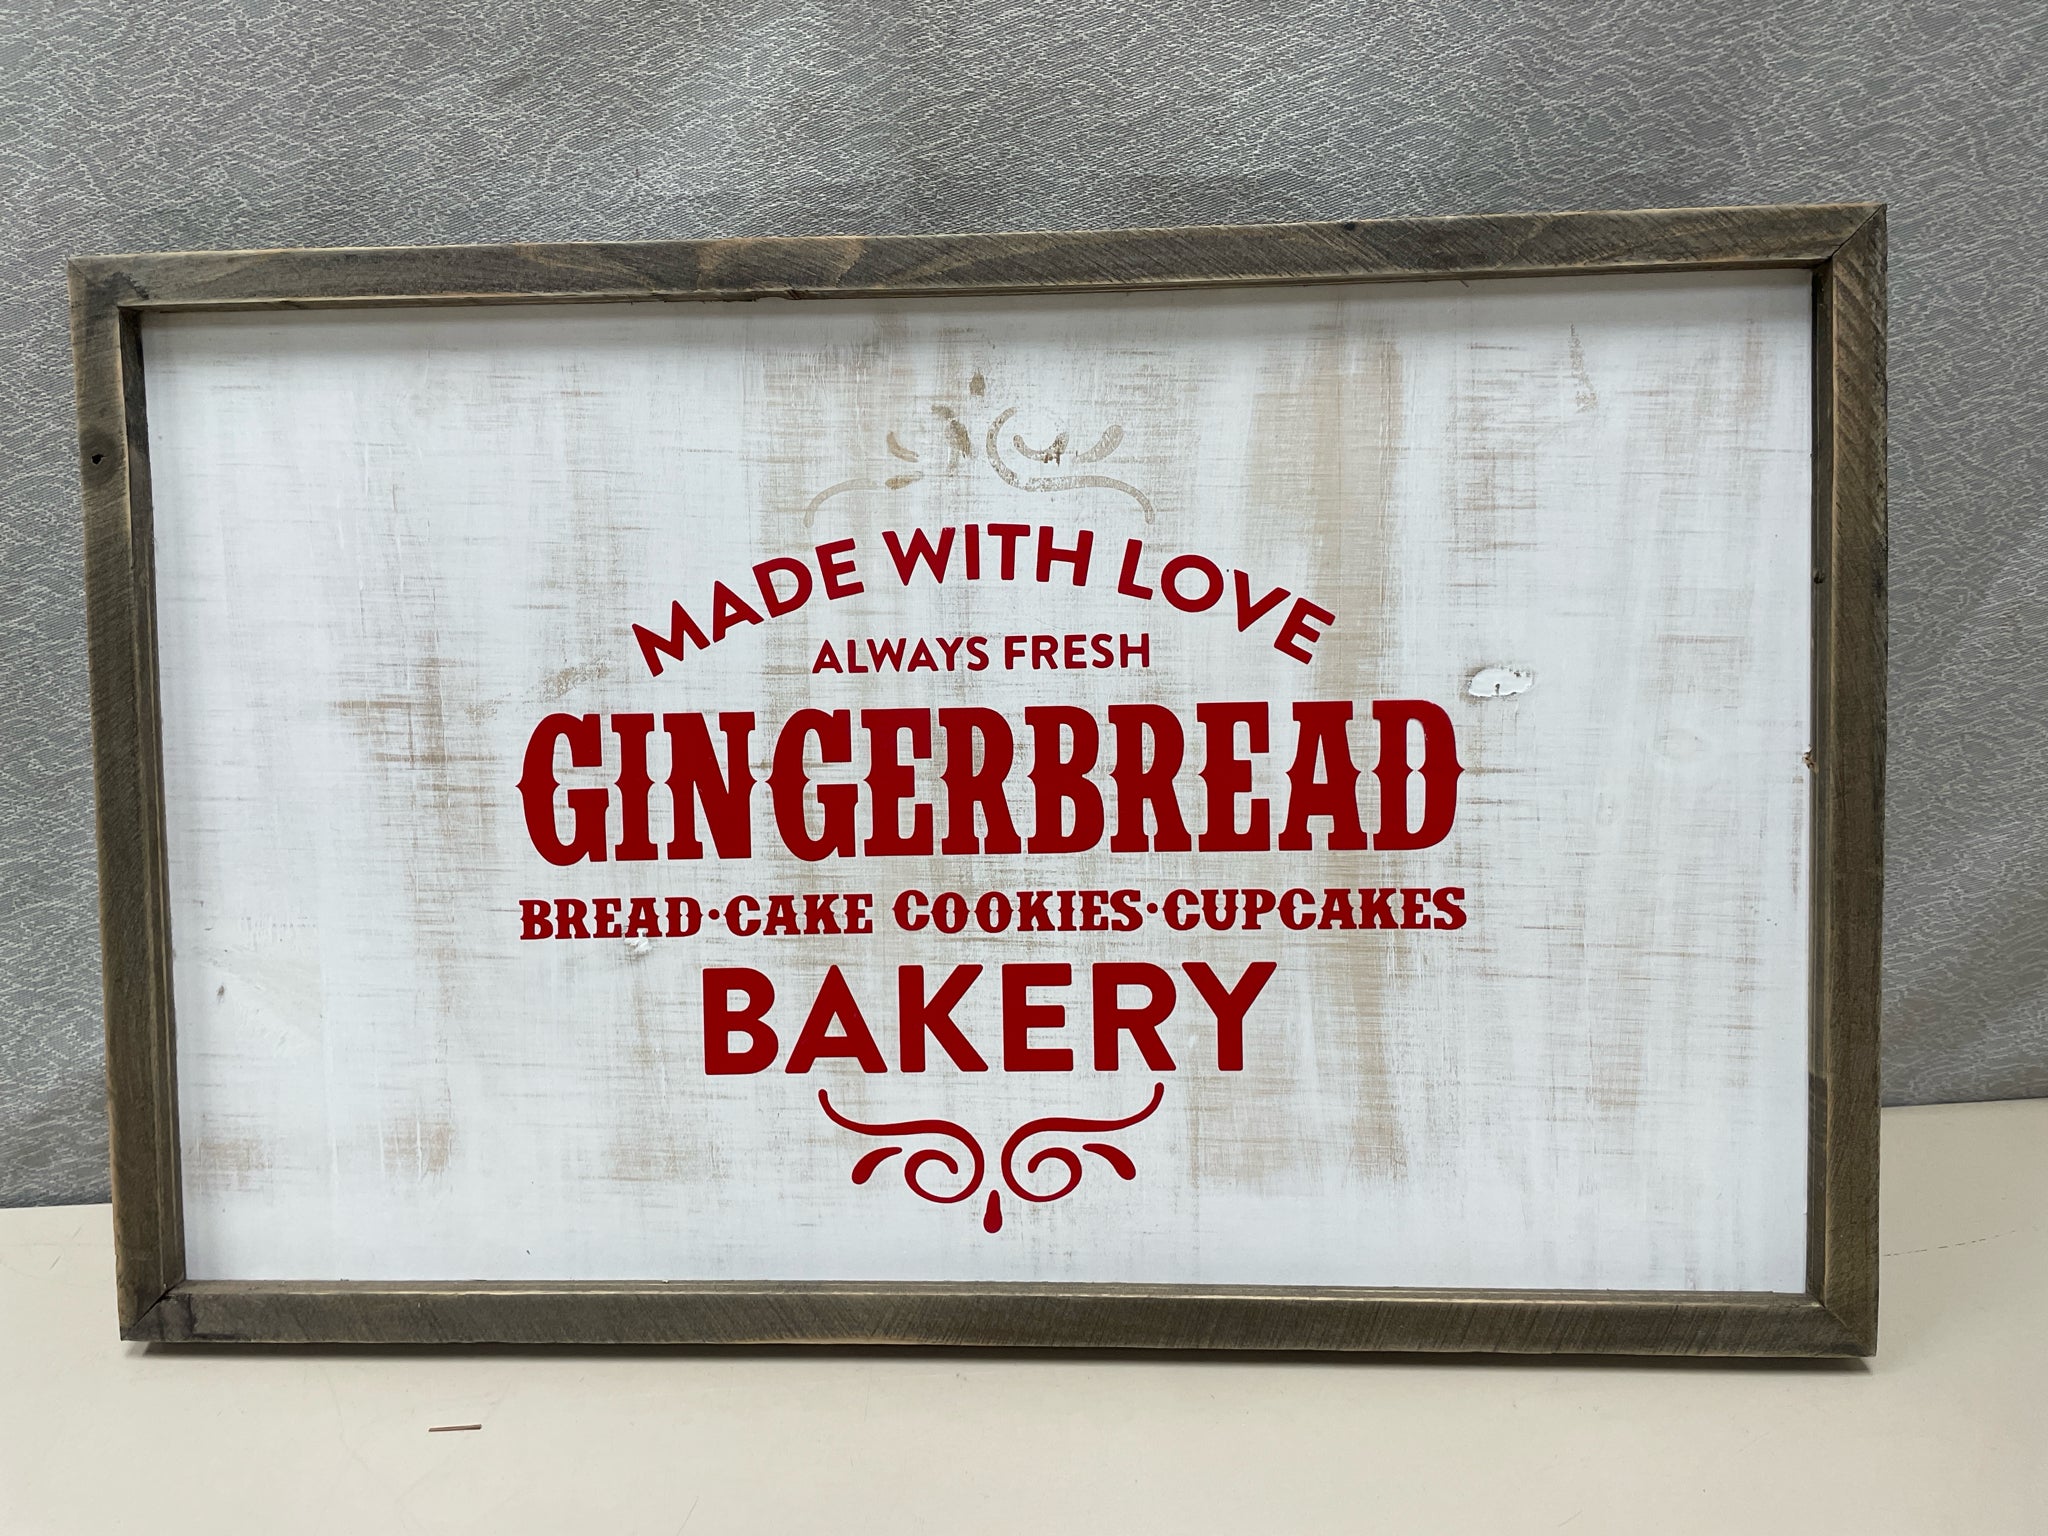 MADE WITH LOVE
ALWAYS FRESH
GINGERBREAD
BREAD·CAKE COOKIES·CUPCAKES
BAKERY